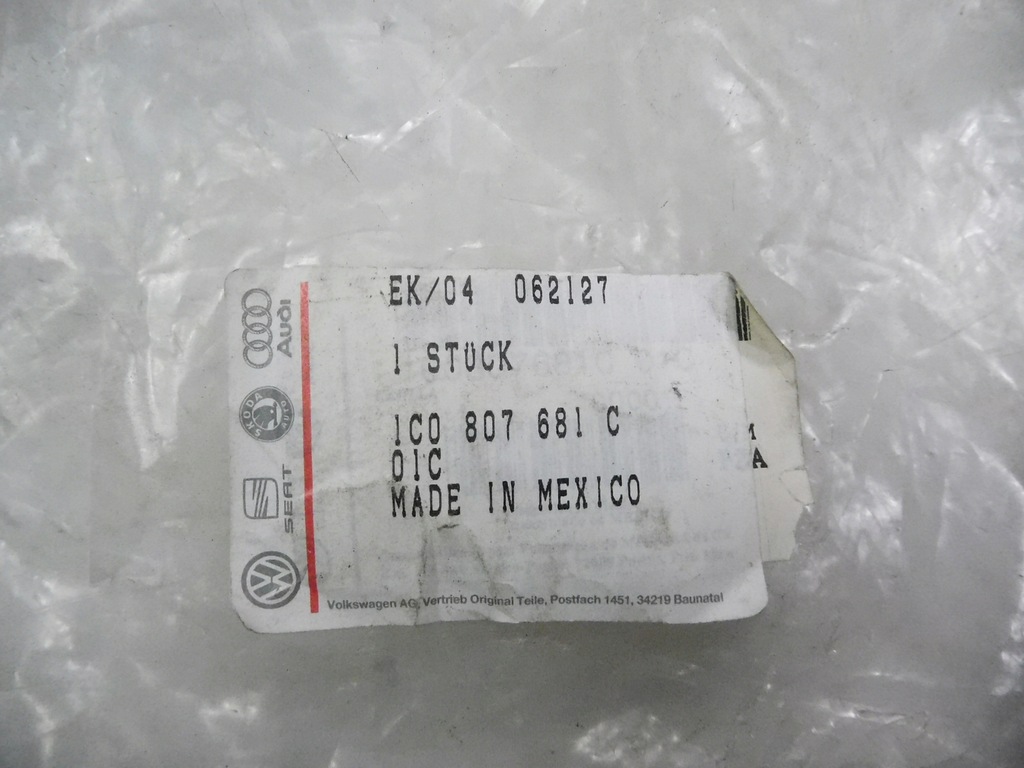 EK/04 062127
1 STÜCK
1C0 807 681 C
01C
MADE IN MEXICO
Volkswagen AG, Vertrieb Original Teile, Postfach 1451, 34219 Baunatal
Audi
SKODA AUTO
SEAT
A